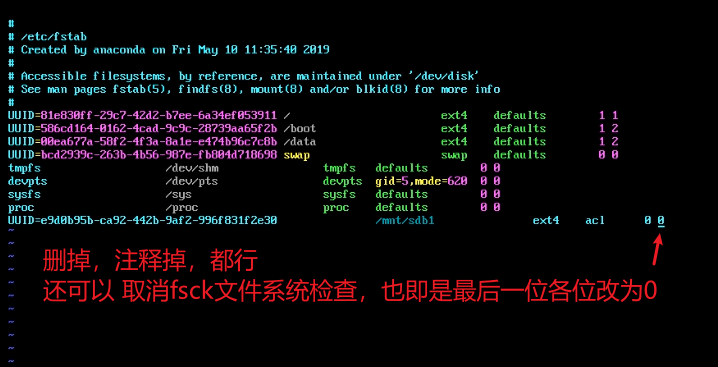 #
# /etc/fstab
# Created by anaconda on Fri May 10 11:35:40 2019
#
# Accessible filesystems, by reference, are maintained under '/dev/disk'
# See man pages fstab(5), findfs(8), mount(8) and/or blkid(8) for more info
#
UUID=81e830ff-29c7-42d2-b7ee-6a34ef053911 / ext4 defaults 1 1
UUID=586cd164-0162-4cad-9c9c-28739aa65f2b /boot ext4 defaults 1 2
UUID=00ea677a-58f2-4f3a-8a1e-e474b96c7c8b /data ext4 defaults 1 2
UUID=bcd2939c-263b-4b56-987e-fb804d718698 swap swap defaults 0 0
tmpfs /dev/shm tmpfs defaults 0 0
devpts /dev/pts devpts gid=5,mode=620 0 0
sysfs /sys sysfs defaults 0 0
proc /proc proc defaults 0 0
UUID=e9d0b95b-ca92-442b-9af2-996f831f2e30 /mnt/sdb1 ext4 acl 0 0
~
~
~ 删掉，注释掉，都行
~
~ 还可以 取消fsck文件系统检查，也即是最后一位各位改为0
~
~
~
~
~
~